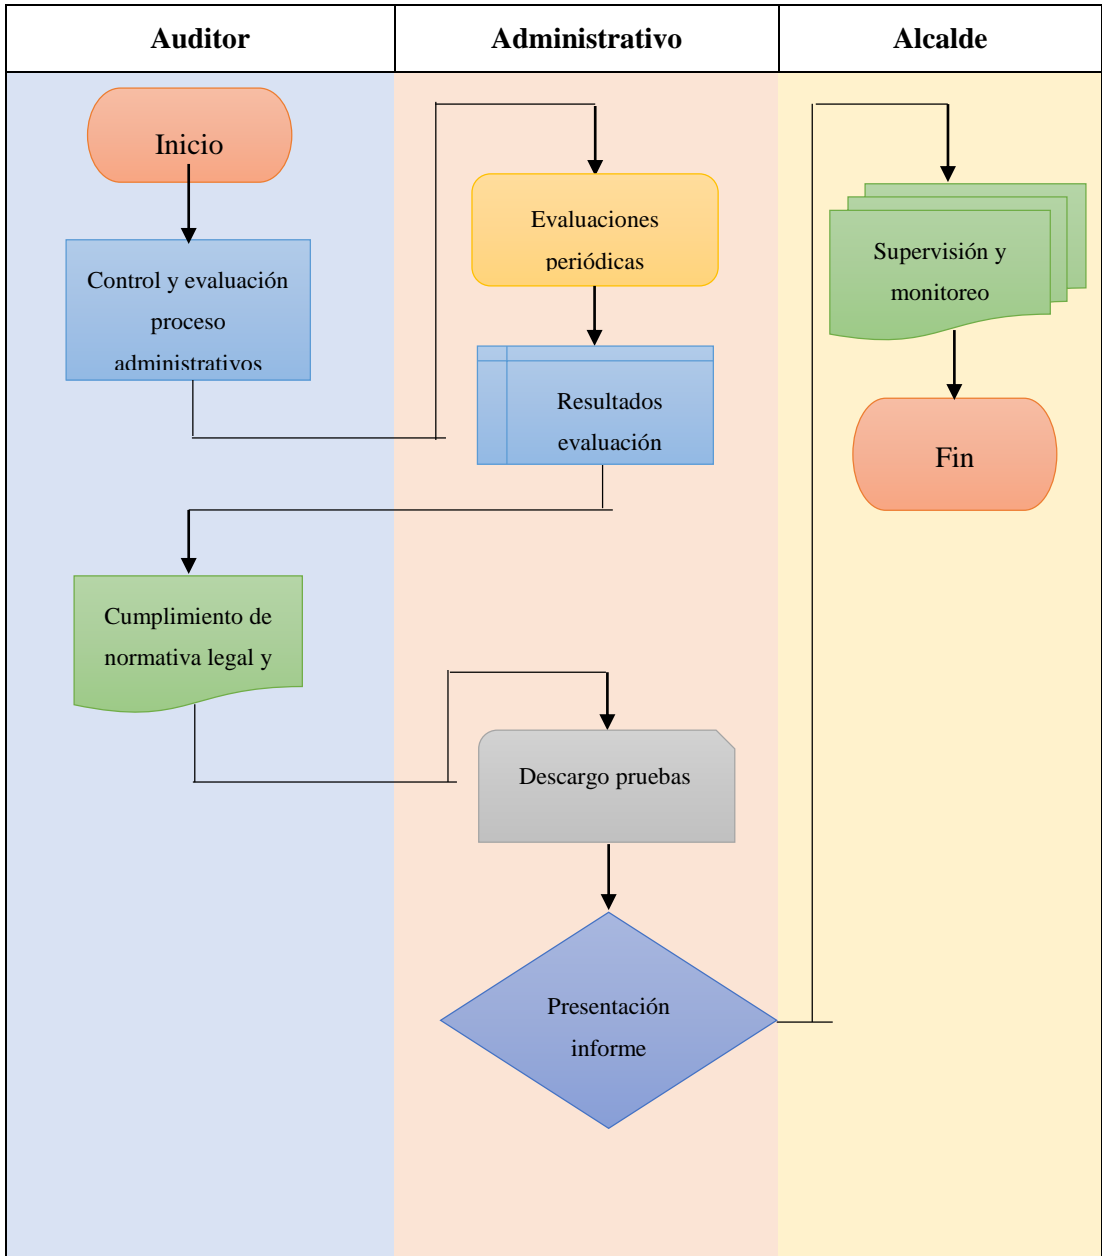 Auditor
Administrativo
Alcalde
Inicio
Control y evaluación
proceso
administrativos
Evaluaciones
periódicas
Resultados
evaluación
Cumplimiento de
normativa legal y
Descargo pruebas
Presentación
informe
Supervisión y
monitoreo
Fin